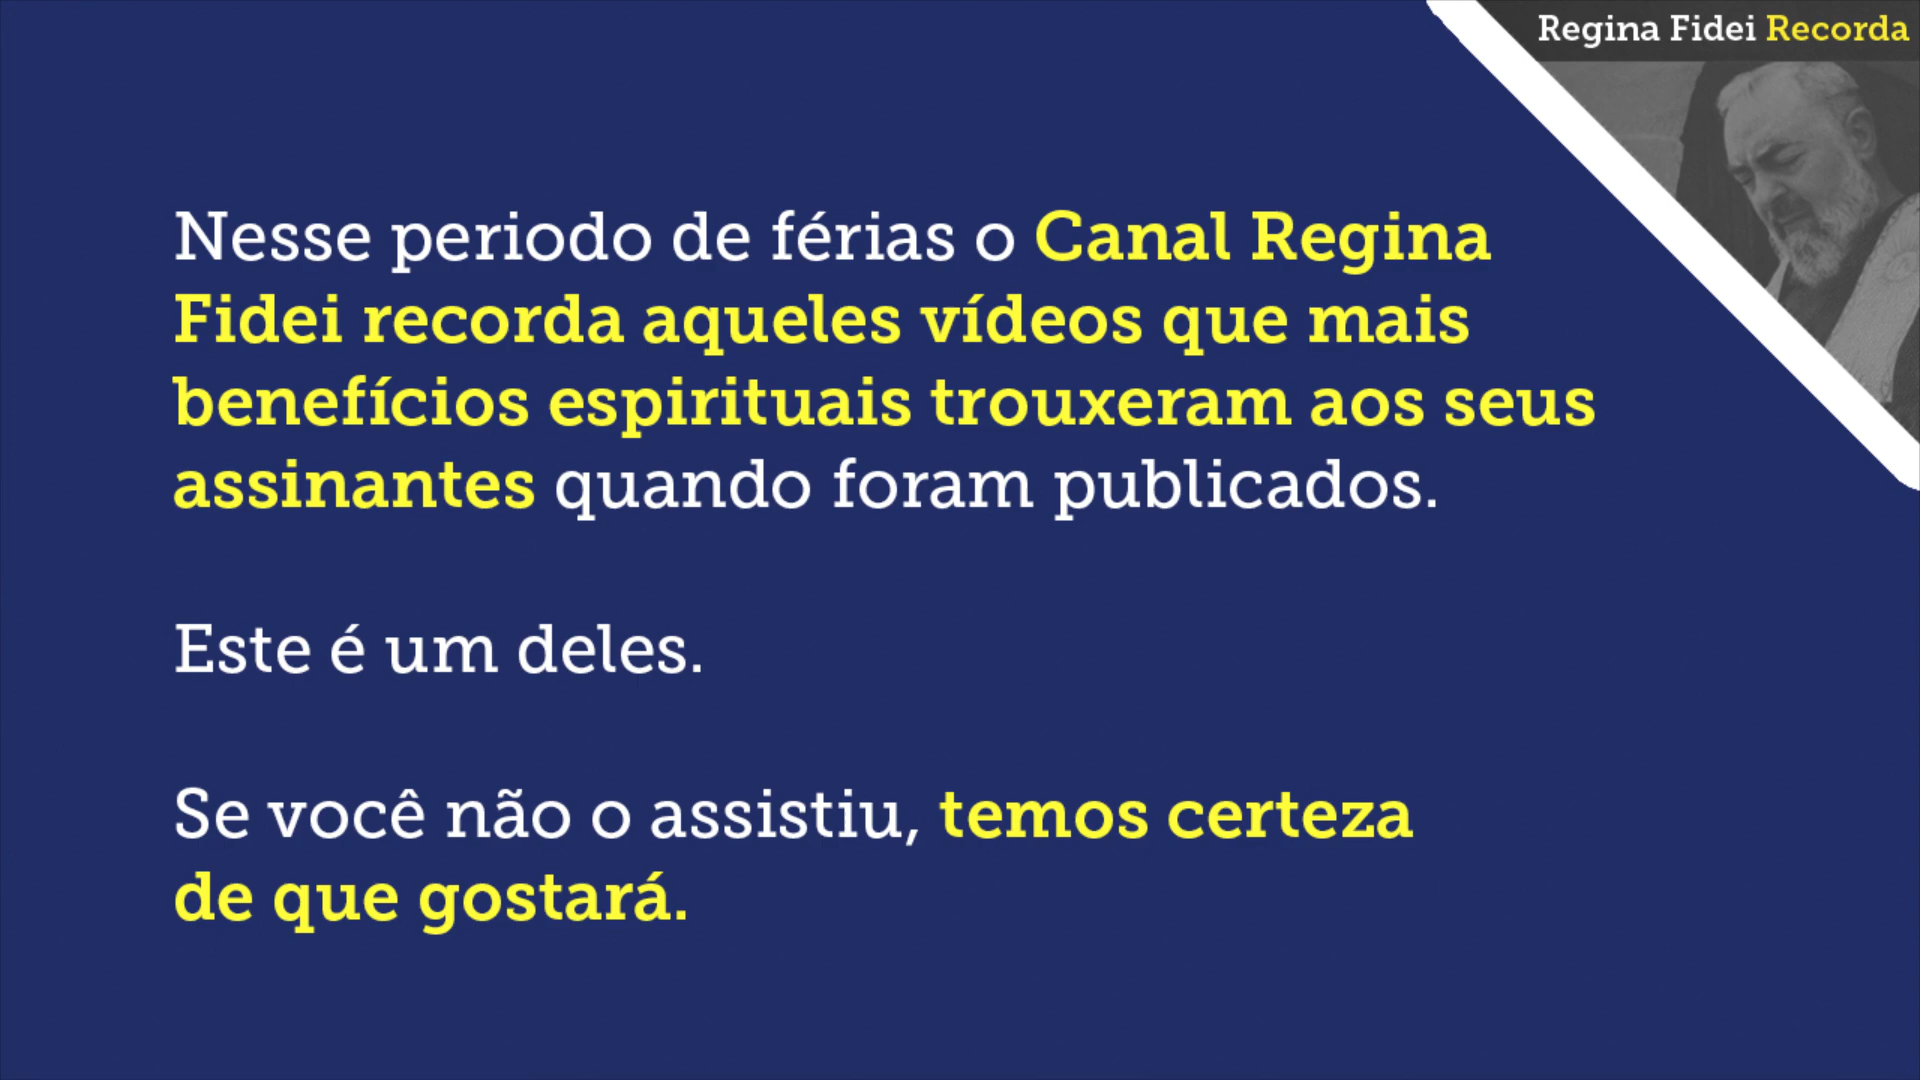 Regina Fidei Recorda
Nesse periodo de férias o Canal Regina
Fidei recorda aqueles vídeos que mais
benefícios espirituais trouxeram aos seus
assinantes quando foram publicados.
Este é um deles.
Se você não o assistiu, temos certeza
de que gostará.